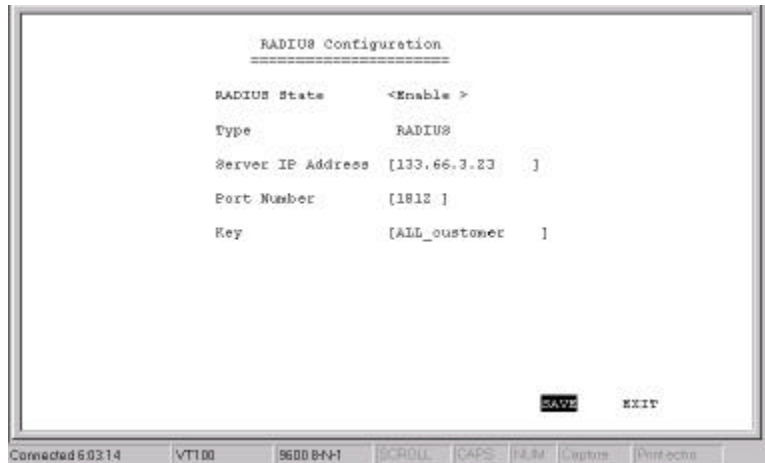 RADIUS Configuration
======================
RADIUS State <Enable >
Type RADIUS
Server IP Address [133.66.3.23 ]
Port Number [1812 ]
Key [ALL_customer ]
SAVE EXIT
Connected 6:03:14 VT100 9600 8-N-1 SCROLL CAPS NUM Capture Print echo